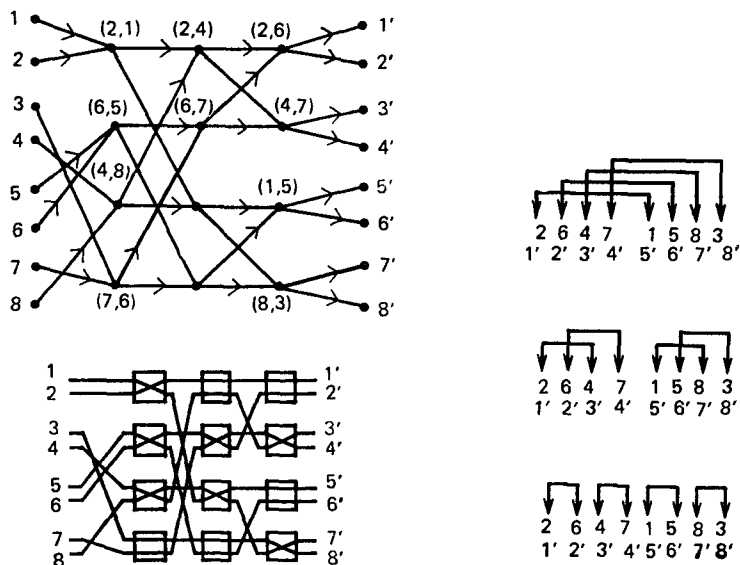 1 (2,1) (2,4) (2,6) 1'
2 2'
3 (6,5) (6,7) (4,7) 3'
4 4'
5 (4,8) (1,5) 5'
6 6'
7 7'
8 (7,6) (8,3) 8'
2 6 4 7 1 5 8 3
1' 2' 3' 4' 5' 6' 7' 8'
2 6 4 7 1 5 8 3
1' 2' 3' 4' 5' 6' 7' 8'
2 6 4 7 1 5 8 3
1' 2' 3' 4' 5' 6' 7' 8'
1 1'
2 2'
3 3'
4 4'
5 5'
6 6'
7 7'
8 8'